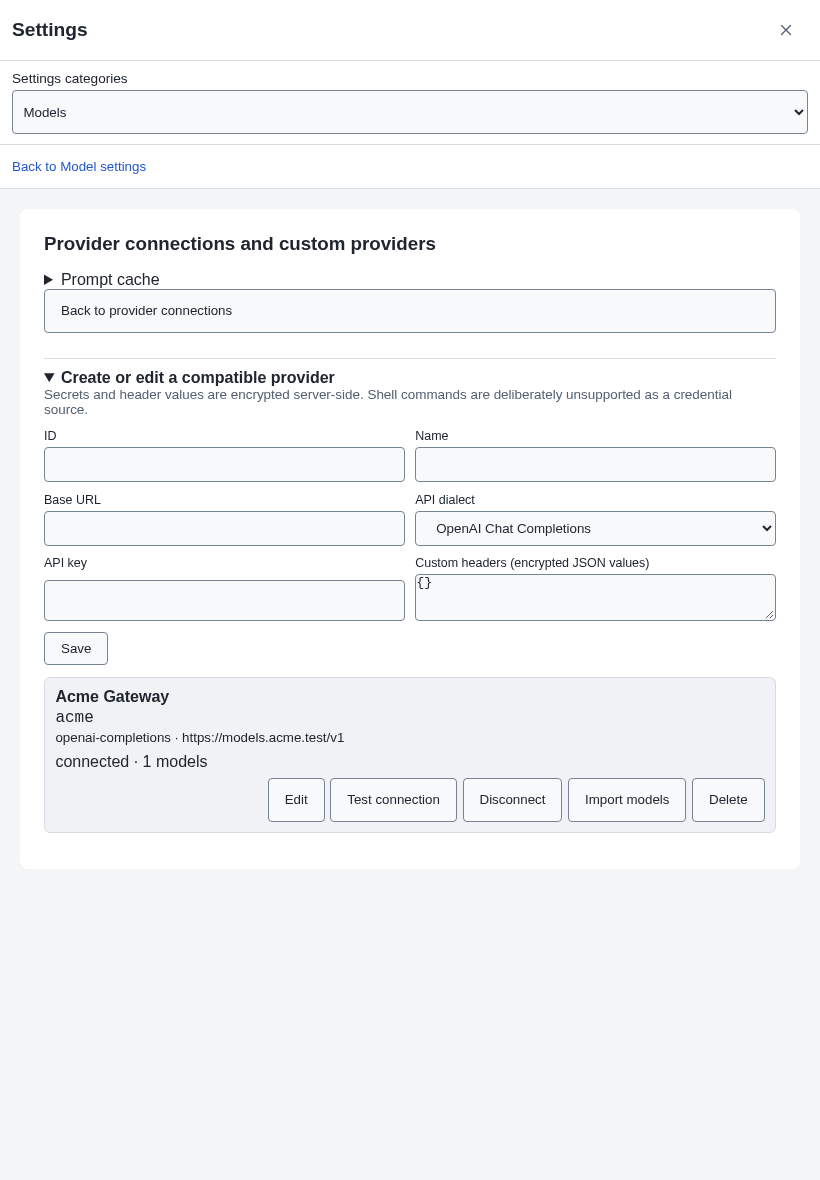 Settings
Settings categories
Models
Back to Model settings
Provider connections and custom providers
Prompt cache
Back to provider connections
Create or edit a compatible provider
Secrets and header values are encrypted server-side. Shell commands are deliberately unsupported as a credential
source.
ID
Name
Base URL
API dialect
OpenAI Chat Completions
API key
Custom headers (encrypted JSON values)
{}
Save
Acme Gateway
acme
openai-completions · https://models.acme.test/v1
connected · 1 models
Edit
Test connection
Disconnect
Import models
Delete